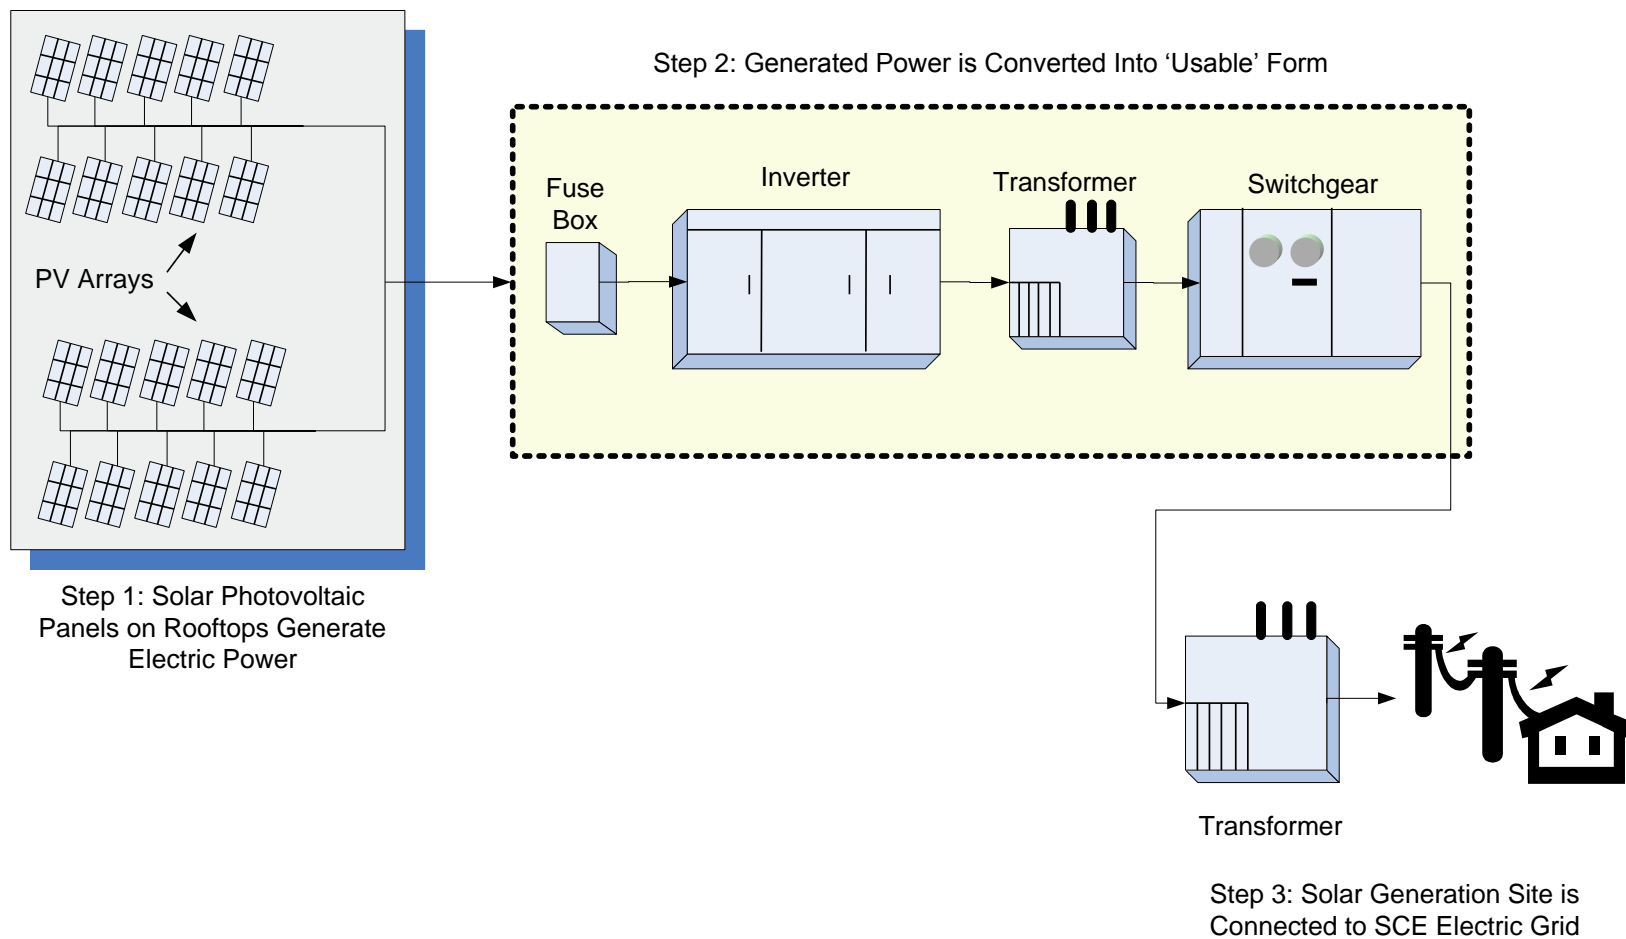 Step 2: Generated Power is Converted Into ‘Usable’ Form
Fuse
Box
Inverter
Transformer
Switchgear
PV Arrays
Step 1: Solar Photovoltaic
Panels on Rooftops Generate
Electric Power
Transformer
Step 3: Solar Generation Site is
Connected to SCE Electric Grid